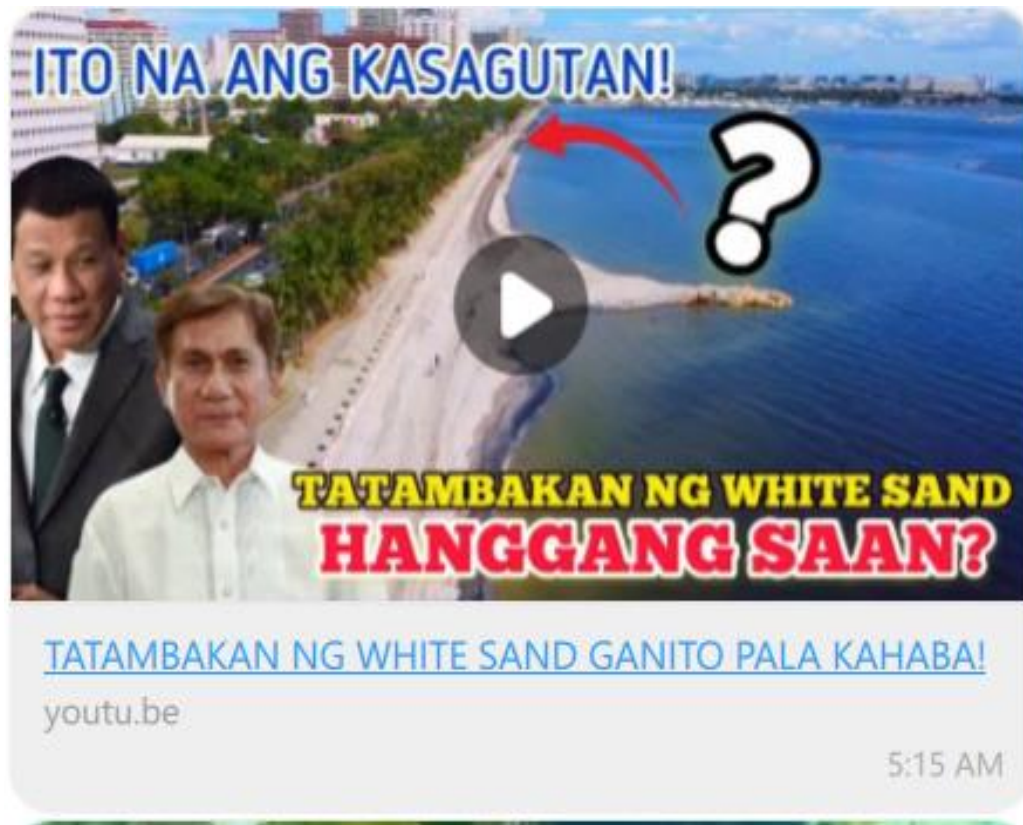 ITO NA ANG KASAGUTAN!
?
TATAMBAKAN NG WHITE SAND
HANGGANG SAAN?
TATAMBAKAN NG WHITE SAND GANITO PALA KAHABA!
youtu.be
5:15 AM